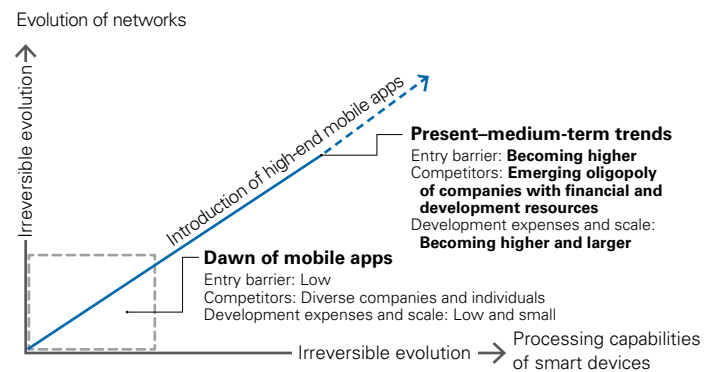 Evolution of networks
Irreversible evolution
Introduction of high-end mobile apps
Present–medium-term trends
Entry barrier: Becoming higher
Competitors: Emerging oligopoly
of companies with financial and
development resources
Development expenses and scale:
Becoming higher and larger
Dawn of mobile apps
Entry barrier: Low
Competitors: Diverse companies and individuals
Development expenses and scale: Low and small
Irreversible evolution
Processing capabilities
of smart devices